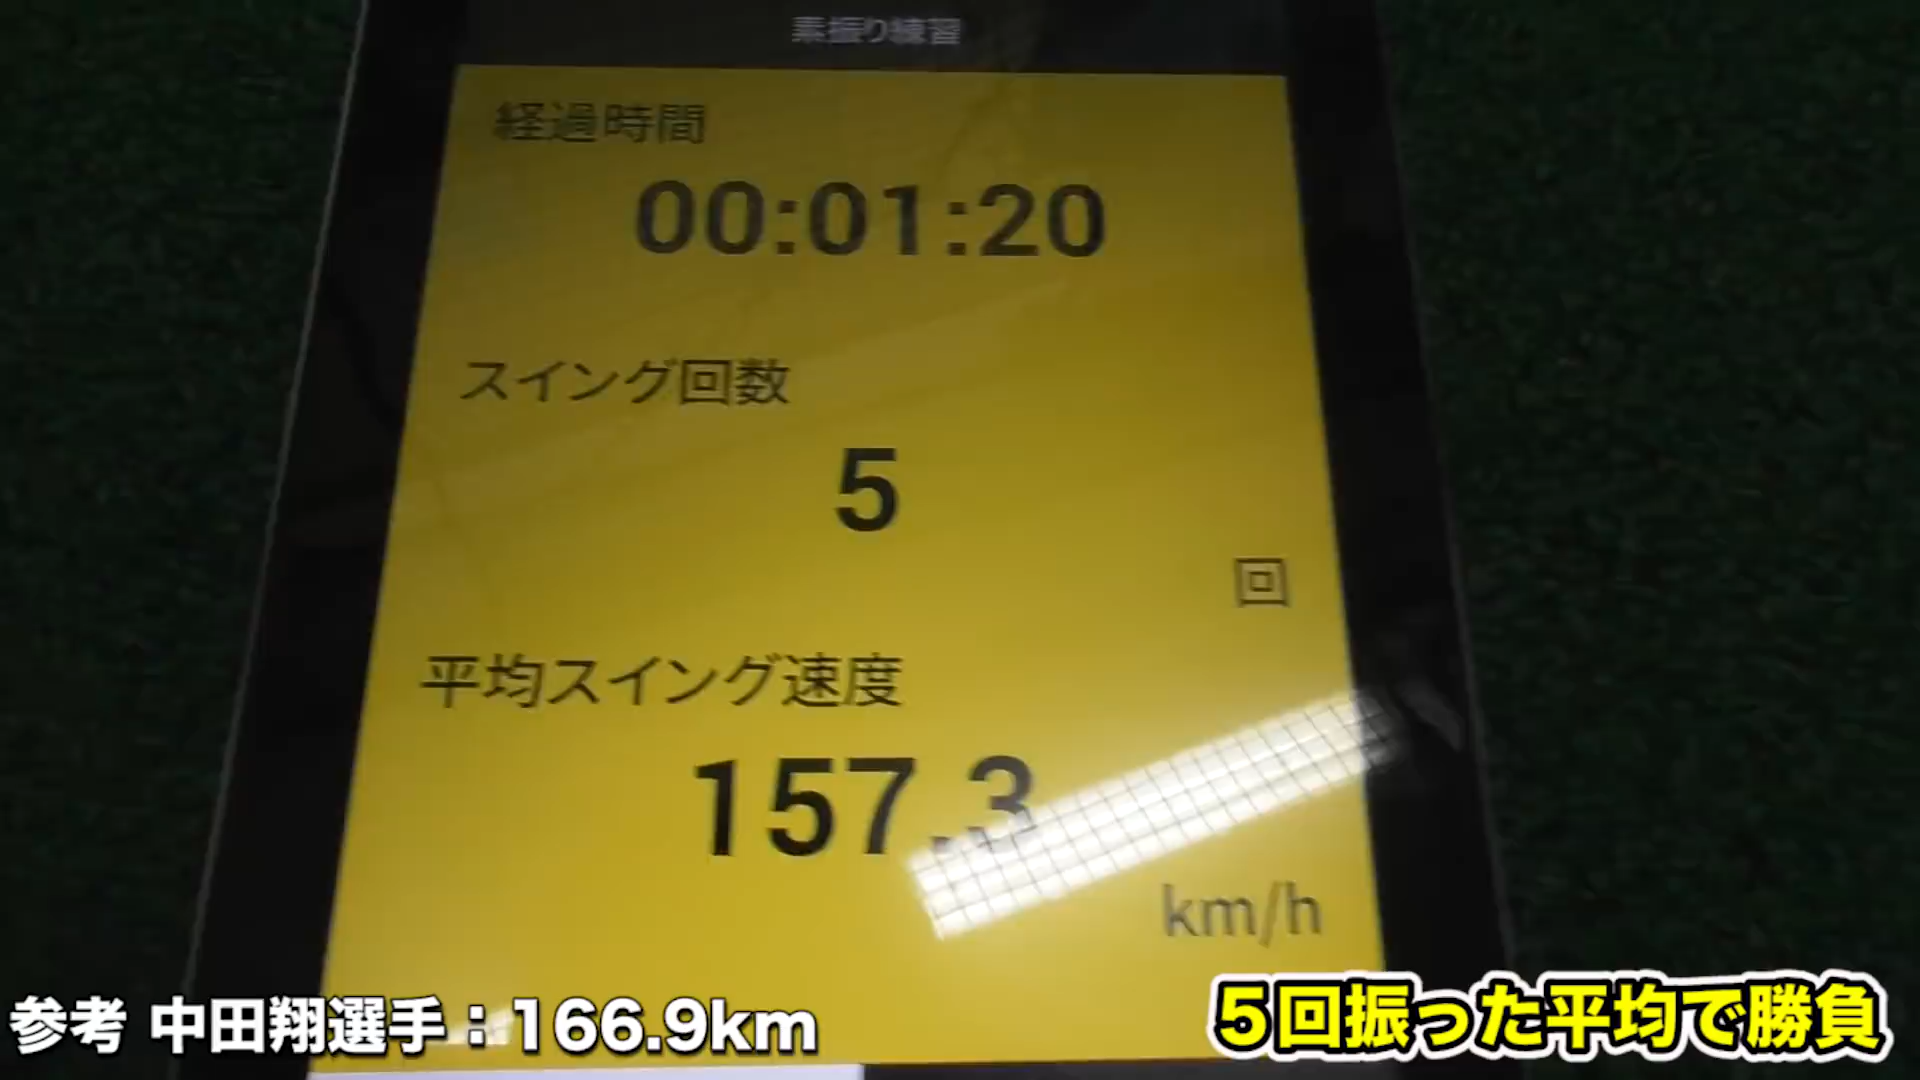 素振り練習
経過時間
00:01:20
スイング回数
5
回
平均スイング速度
157.3
km/h
参考 中田翔選手：166.9km
5回振った平均で勝負